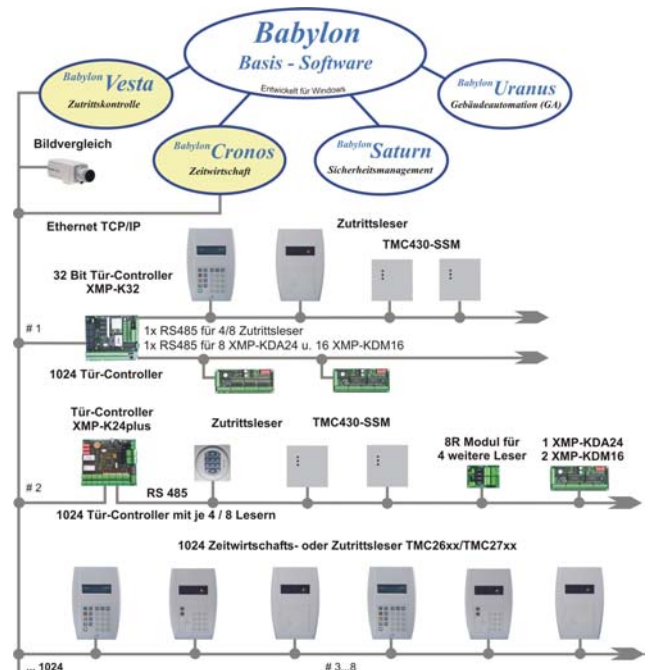 Babylon
Basis - Software
Entwickelt für Windows
Babylon Vesta
Zutrittskontrolle
Babylon Uranus
Gebäudeautomation (GA)
Bildvergleich
Babylon Cronos
Zeitwirtschaft
Babylon Saturn
Sicherheitsmanagement
Ethernet TCP/IP
Zutrittsleser
TMC430-SSM
32 Bit Tür-Controller
XMP-K32
# 1
1x RS485 für 4/8 Zutrittsleser
1x RS485 für 8 XMP-KDA24 u. 16 XMP-KDM16
1024 Tür-Controller
Tür-Controller
XMP-K24plus
Zutrittsleser
TMC430-SSM
8R Modul für
4 weitere Leser
1 XMP-KDA24
2 XMP-KDM16
# 2
RS 485
1024 Tür-Controller mit je 4 / 8 Lesern
1024 Zeitwirtschafts- oder Zutrittsleser TMC26xx/TMC27xx
... 1024
# 3...8